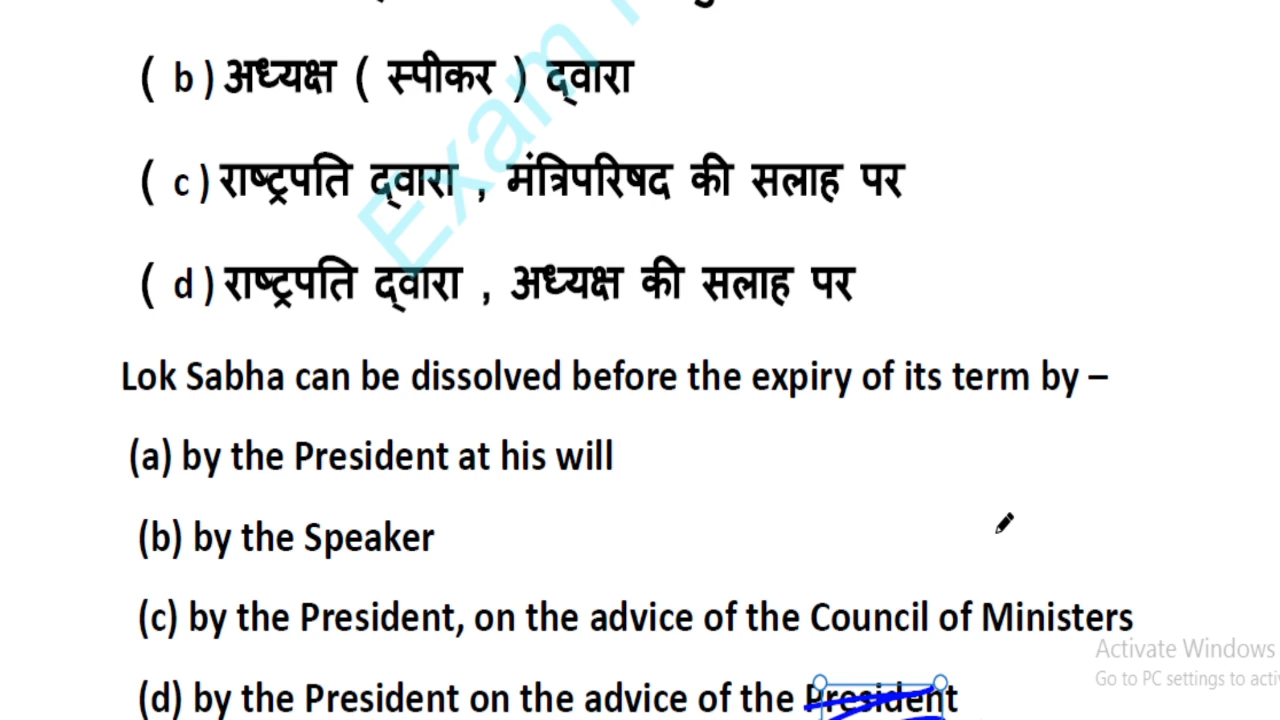 ( b ) अध्यक्ष ( स्पीकर ) द्वारा
( c ) राष्ट्रपति द्वारा , मंत्रिपरिषद की सलाह पर
( d ) राष्ट्रपति द्वारा , अध्यक्ष की सलाह पर
Lok Sabha can be dissolved before the expiry of its term by –
(a) by the President at his will
(b) by the Speaker
(c) by the President, on the advice of the Council of Ministers
Activate Windows
Go to PC settings to
(d) by the President on the advice of the President
Exam